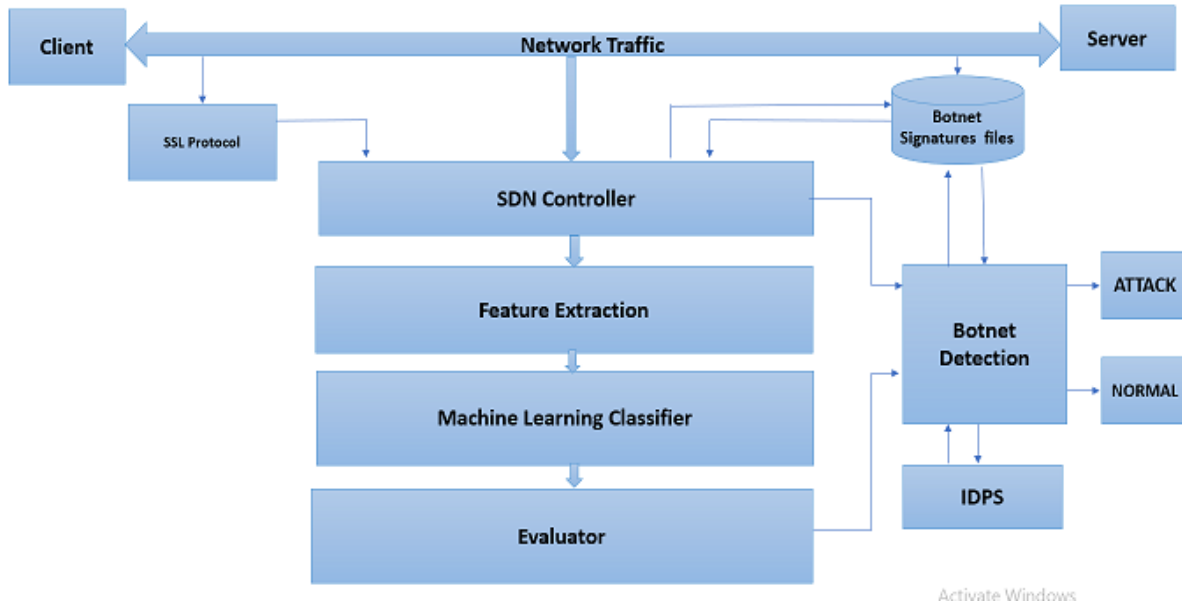 Client
Network Traffic
Server
SSL Protocol
Botnet
Signatures files
SDN Controller
Feature Extraction
Botnet
Detection
ATTACK
NORMAL
Machine Learning Classifier
IDPS
Evaluator
Activate Windows